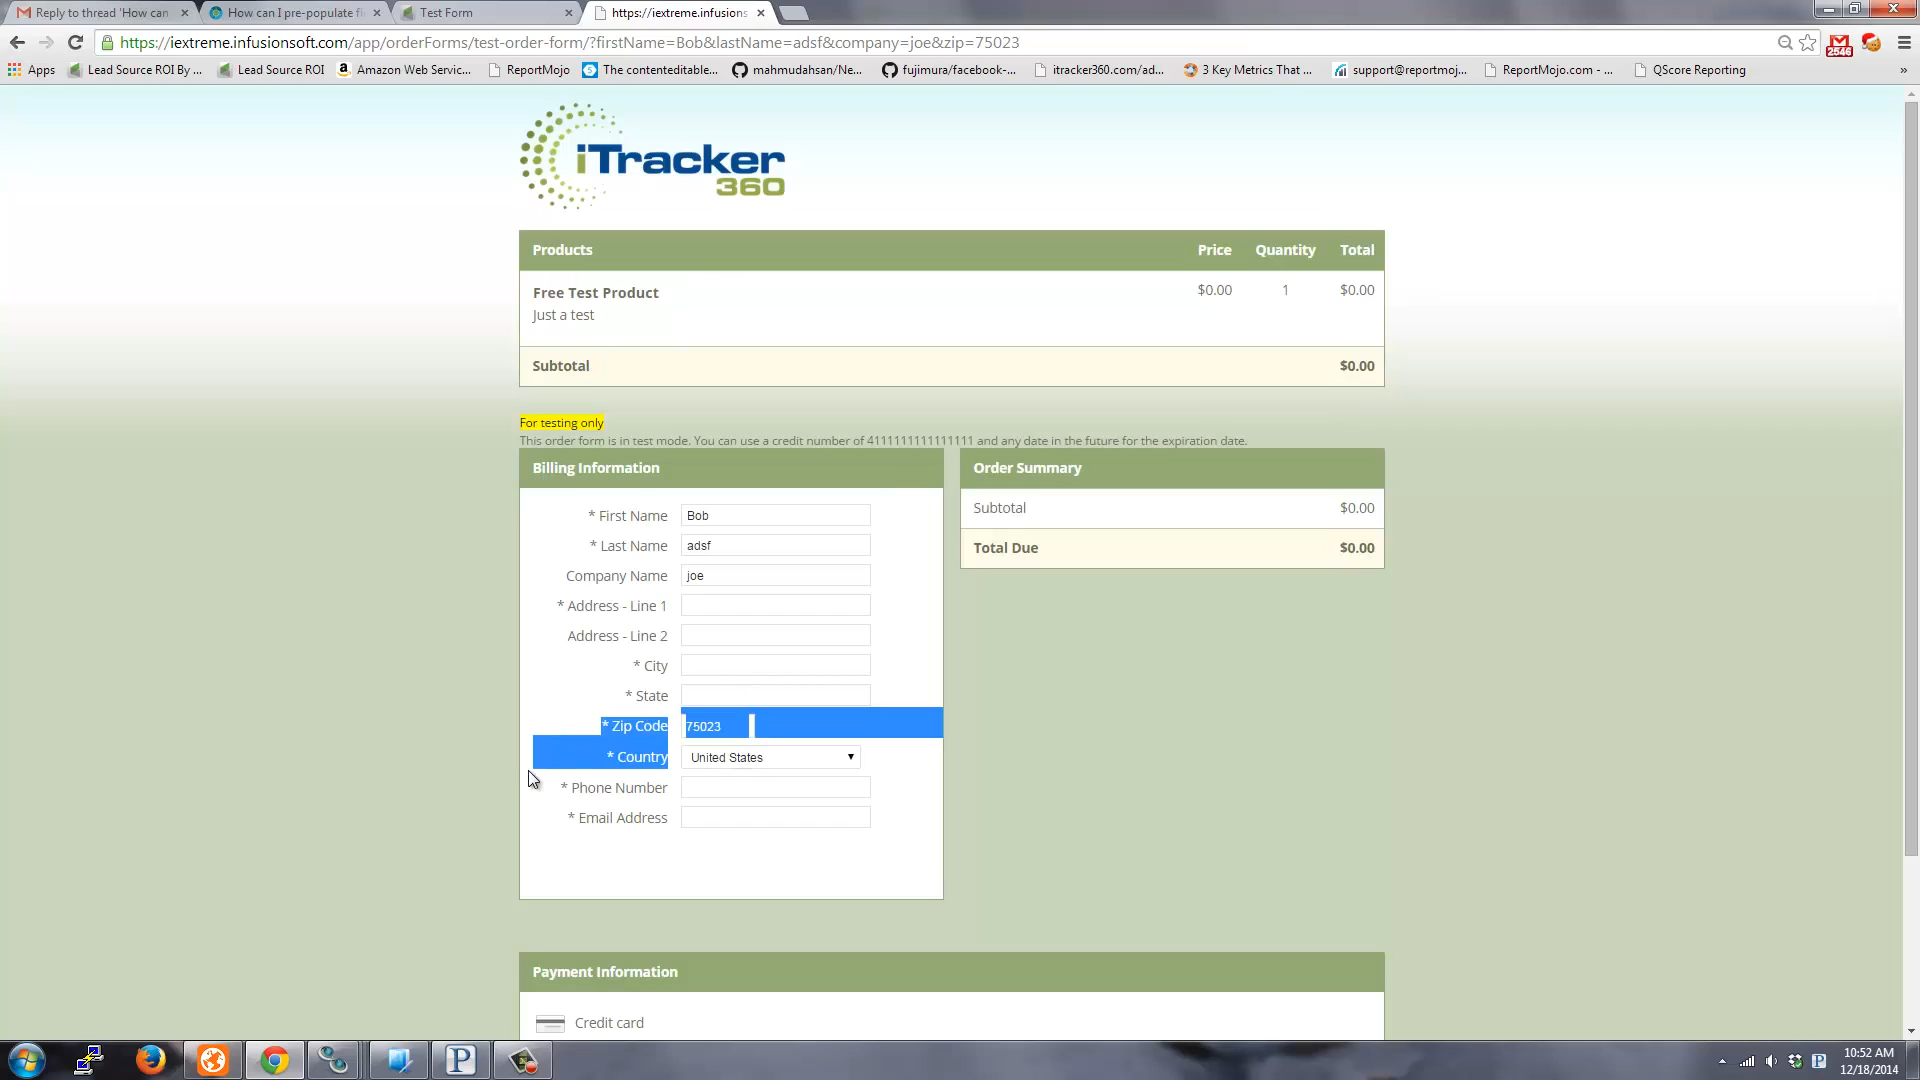 Reply to thread 'How can
How can I pre-populate fi
Test Form
https://iextreme.infusions
https://iextreme.infusionsoft.com/app/orderForms/test-order-form/?firstName=Bob&lastName=adsf&company=joe&zip=75023
2546
Apps
Lead Source ROI By ...
Lead Source ROI
Amazon Web Servic...
ReportMojo
The contenteditable...
mahmudahsan/Ne...
fujimura/facebook-...
itracker360.com/ad...
3 Key Metrics That ...
support@reportmoj...
ReportMojo.com - ...
QScore Reporting
»
iTracker
360
Products Price Quantity Total
Free Test Product $0.00 1 $0.00
Just a test
Subtotal $0.00
For testing only
This order form is in test mode. You can use a credit number of 4111111111111111 and any date in the future for the expiration date.
Billing Information
* First Name Bob
* Last Name adsf
Company Name joe
* Address - Line 1
Address - Line 2
* City
* State
* Zip Code 75023
* Country United States
* Phone Number
* Email Address
Order Summary
Subtotal $0.00
Total Due $0.00
Payment Information
Credit card
10:52 AM
12/18/2014